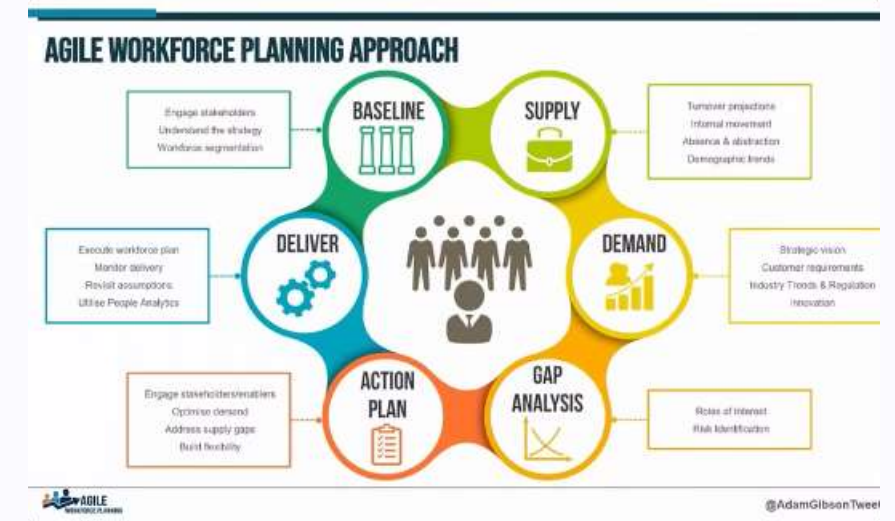 AGILE WORKFORCE PLANNING APPROACH
BASELINE
Engage stakeholders
Understand the strategy
Workforce segmentation
SUPPLY
Turnover projections
Internal movement
Absence & abstraction
Demographic trends
DEMAND
Strategic vision
Customer requirements
Industry Trends & Regulation
Innovation
GAP
ANALYSIS
Roles of interest
Risk Identification
ACTION
PLAN
Engage stakeholders/enablers
Optimise demand
Address supply gaps
Build flexibility
DELIVER
Execute workforce plan
Monitor delivery
Revisit assumptions
Utilise People Analytics
AGILE
WORKFORCE PLANNING
@AdamGibsonTwee